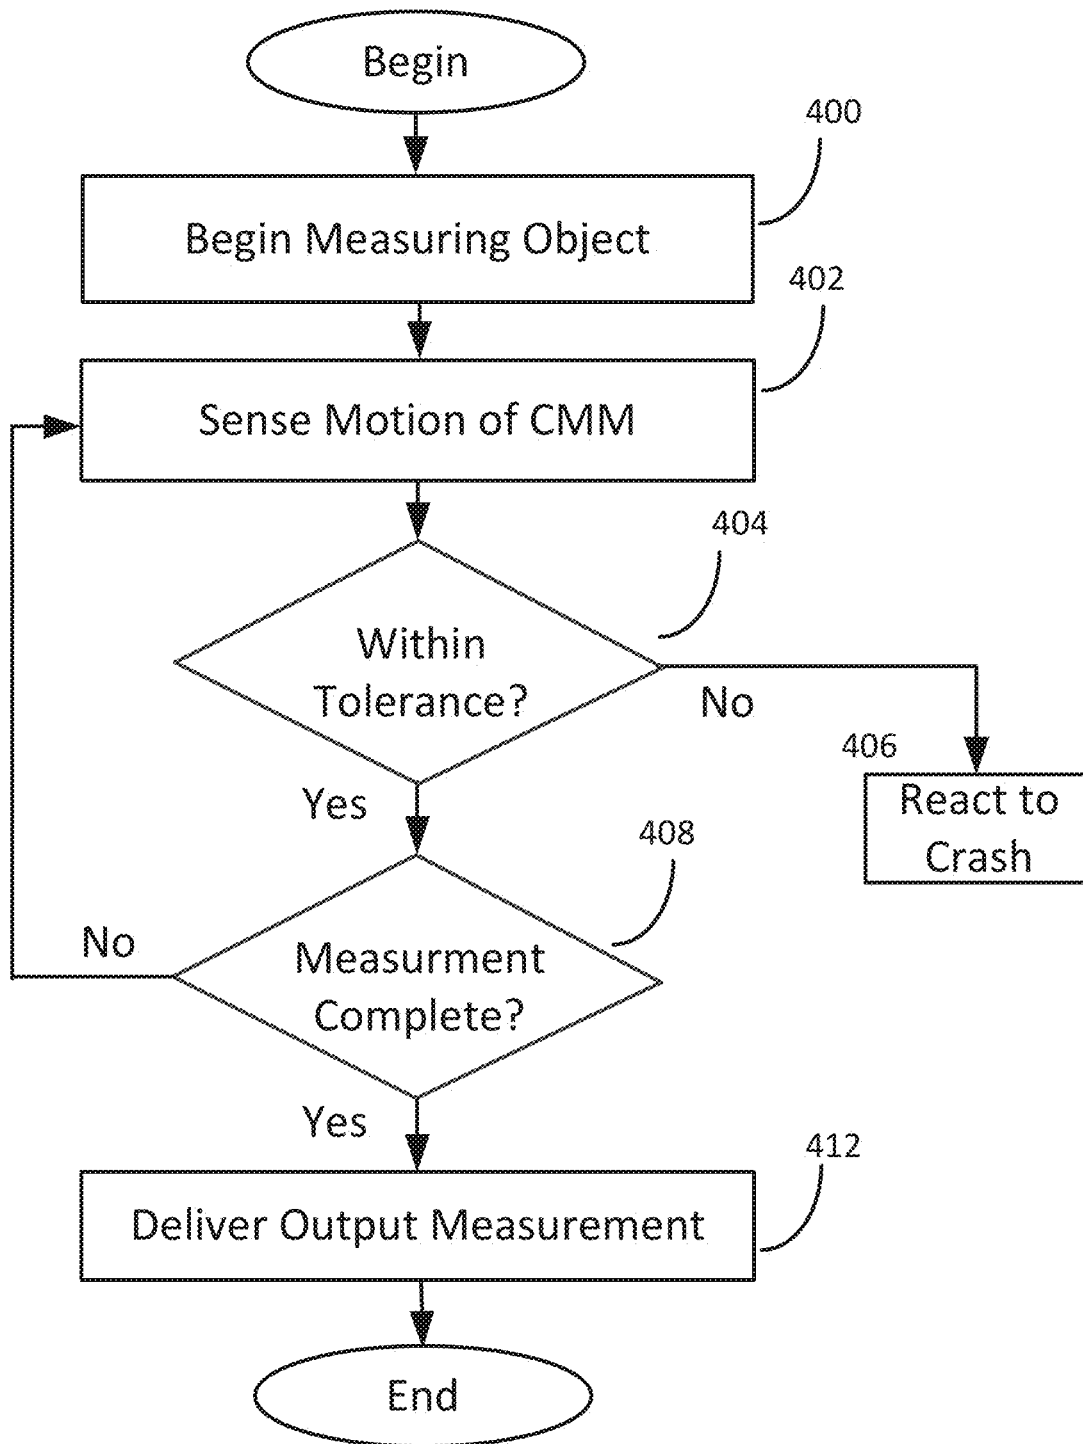 Begin
400
Begin Measuring Object
402
Sense Motion of CMM
404
Within
Tolerance?
No
406
React to
Crash
Yes
408
No
Measurment
Complete?
Yes
412
Deliver Output Measurement
End